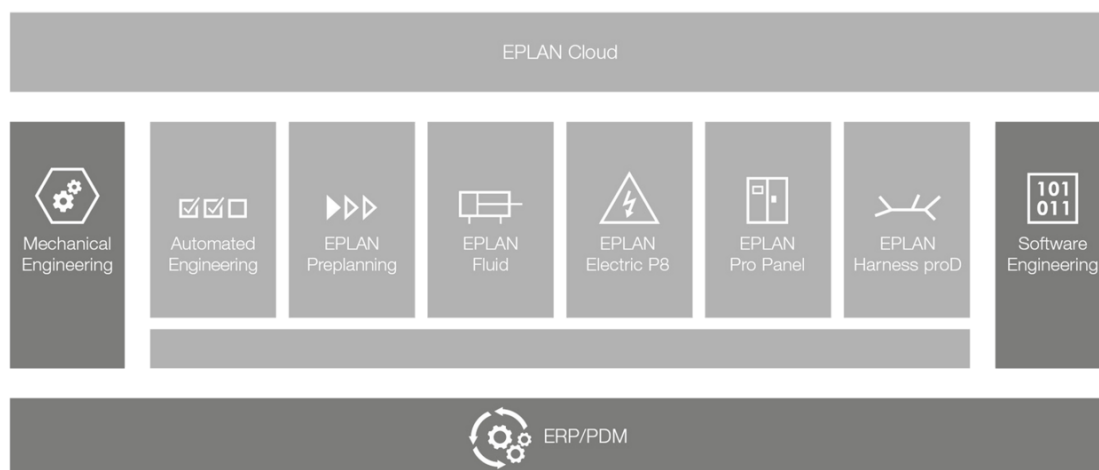 EPLAN Cloud
Mechanical
Engineering
Automated
Engineering
EPLAN
Preplanning
EPLAN
Fluid
EPLAN
Electric P8
EPLAN
Pro Panel
EPLAN
Harness proD
101
011
Software
Engineering
ERP/PDM